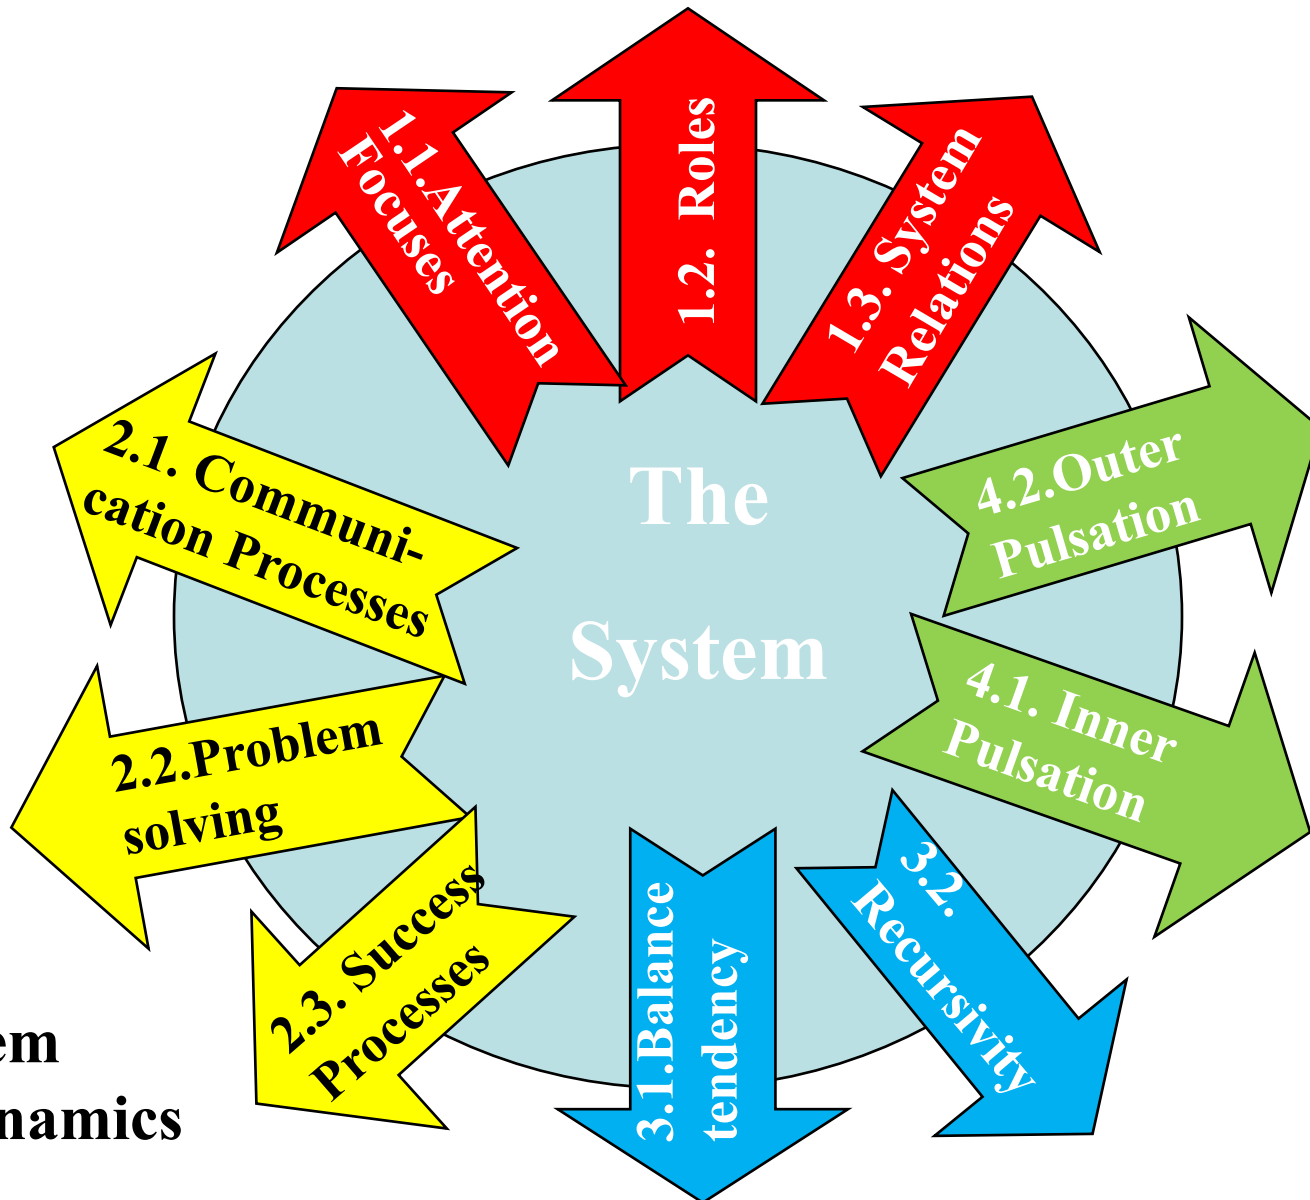 1.1.Attention
Focuses
1.2. Roles
1.3. System
Relations
2.1. Communi-
cation Processes
2.2.Problem
solving
2.3. Success
Processes
The
System
4.2.Outer
Pulsation
4.1. Inner
Pulsation
3.1.Balance
tendency
3.2.
Recursivity
em
namics